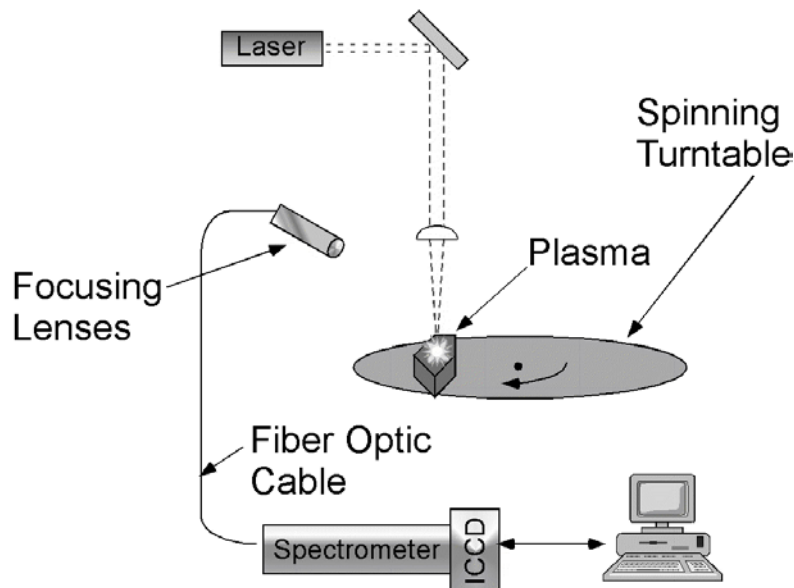 Laser
Spinning
Turntable
Plasma
Focusing
Lenses
Fiber Optic
Cable
Spectrometer
ICCD